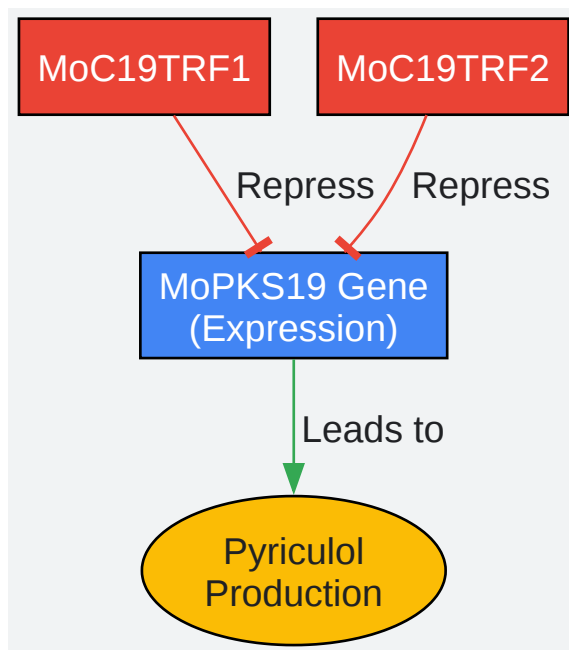 MoC19TRF1
MoC19TRF2
Repress
Repress
MoPKS19 Gene
(Expression)
Leads to
Pyriculol
Production